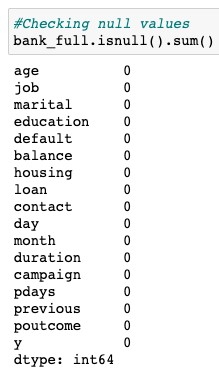 #Checking null values
bank_full.isnull().sum()
age 0
job 0
marital 0
education 0
default 0
balance 0
housing 0
loan 0
contact 0
day 0
month 0
duration 0
campaign 0
pdays 0
previous 0
poutcome 0
y 0
dtype: int64